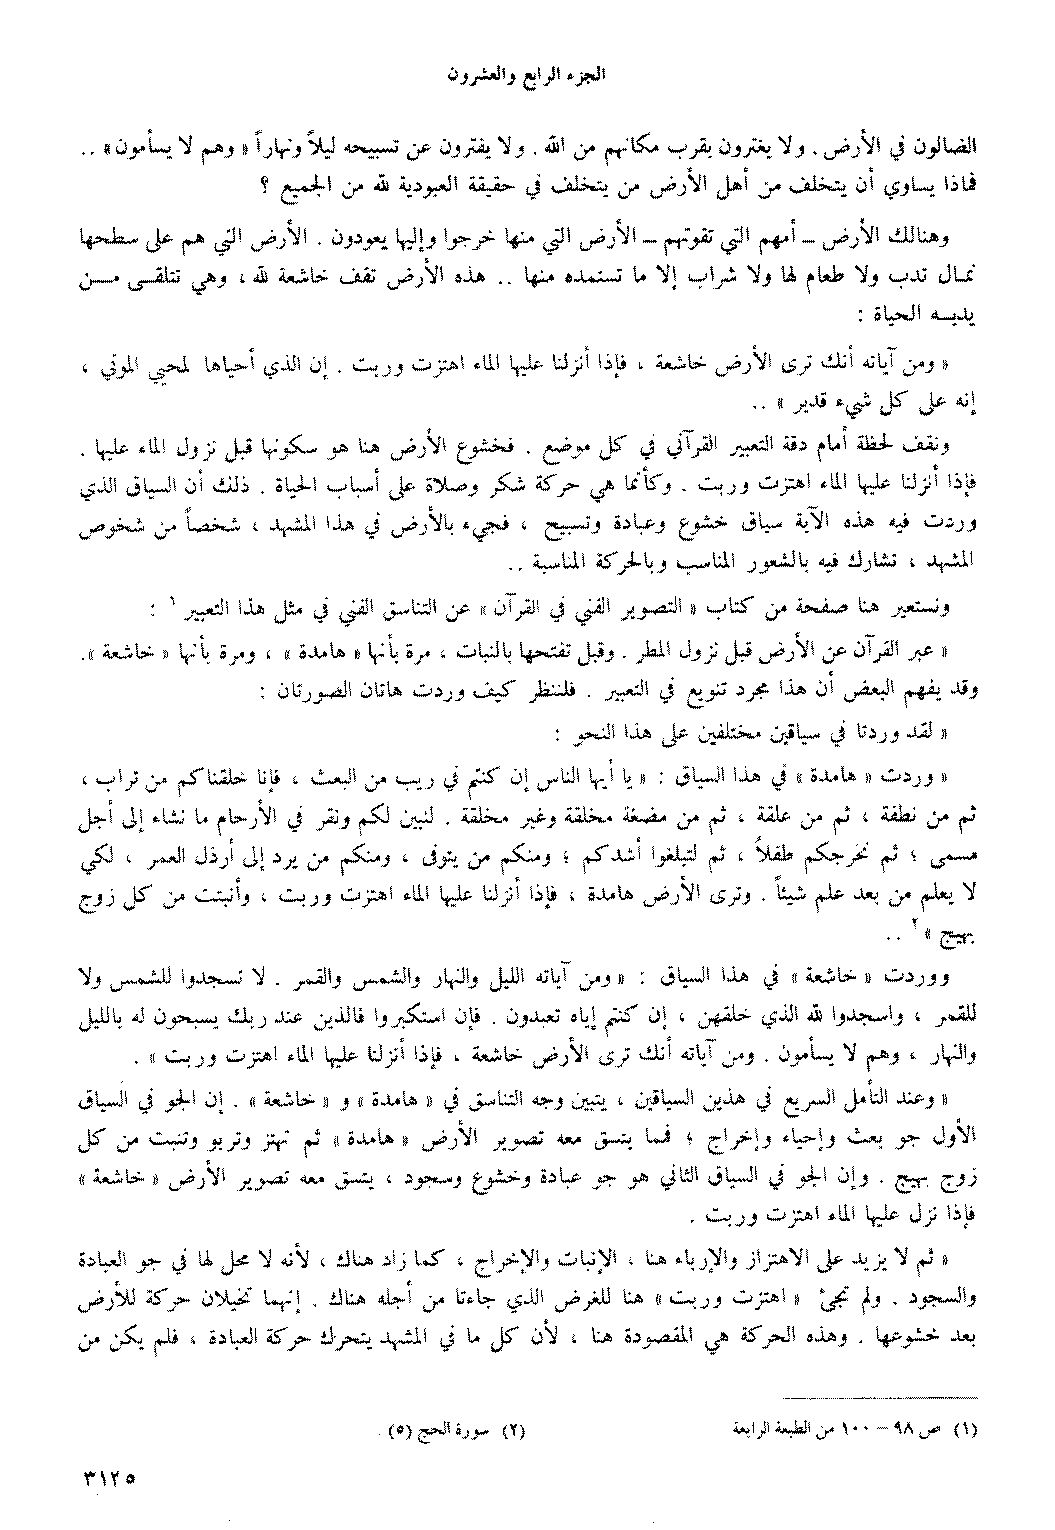 الجزء الرابع والعشرون
الضالون في الأرض. ولا يغترون بقرب مكانهم من الله. ولا يفترون عن تسبيحه ليلاً ونهاراً « وهم لا يسأمون» ..
فماذا يساوي أن يتخلف من أهل الأرض من يتخلف في حقيقة العبودية لله من الجميع ؟
وهنالك الأرض – أمهم التي تقوتهم – الأرض التي منها خرجوا وإليها يعودون . الأرض التي هم على سطحها
نمال تدب ولا طعام لها ولا شراب إلا ما تستمده منها .. هذه الأرض تقف خاشعة لله ، وهي تتلقى من
يديه الحياة :
« ومن آياته أنك ترى الأرض خاشعة ، فإذا أنزلنا عليها الماء اهتزت وربت . إن الذي أحياها لمحيي الموتى ،
إنه على كل شيء قدير » ..
ونقف لحظة أمام دقة التعبير القرآني في كل موضع . فخشوع الأرض هنا هو سكونها قبل نزول الماء عليها .
فإذا أنزلنا عليها الماء اهتزت وربت . وكأنما هي حركة شكر وصلاة على أسباب الحياة . ذلك أن السياق الذي
وردت فيه هذه الآية سياق خشوع وعبادة وتسبيح ، فجيء بالأرض في هذا المشهد ، شخصاً من شخوص
المشهد ، تشارك فيه بالشعور المناسب وبالحركة المناسبة ..
ونستعير هنا صفحة من كتاب « التصوير الفني في القرآن» عن التناسق الفني في مثل هذا التعبير ١ :
« عبر القرآن عن الأرض قبل نزول المطر . وقبل تفتحها بالنبات ، مرة بأنها « هامدة » ، ومرة بأنها « خاشعة ».
وقد يفهم البعض أن هذا مجرد تنويع في التعبير . فلننظر كيف وردت هاتان الصورتان :
« لقد وردتا في سياقين مختلفين على هذا النحو :
« وردت « هامدة » في هذا السياق : « يا أيها الناس إن كنتم في ريب من البعث ، فإنا خلقناكم من تراب ،
ثم من نطفة ، ثم من علقة ، ثم من مضغة مخلقة وغير مخلقة . لنبين لكم ونقر في الأرحام ما نشاء إلى أجل
مسمى ؛ ثم نخرجكم طفلاً ، ثم لتبلغوا أشدكم ؛ ومنكم من يتوفى ، ومنكم من يرد إلى أرذل العمر ، لكي
لا يعلم من بعد علم شيئاً . وترى الأرض هامدة ، فإذا أنزلنا عليها الماء اهتزت وربت ، وأنبتت من كل زوج
بهيج » ٢ ..
ووردت « خاشعة » في هذا السياق : « ومن آياته الليل والنهار والشمس والقمر . لا تسجدوا للشمس ولا
للقمر ، واسجدوا لله الذي خلقهن ، إن كنتم إياه تعبدون . فإن استكبروا فالذين عند ربك يسبحون له بالليل
والنهار ، وهم لا يسأمون . ومن آياته أنك ترى الأرض خاشعة ، فإذا أنزلنا عليها الماء اهتزت وربت » .
« وعند التأمل السريع في هذين السياقين ، يتبين وجه التناسق في « هامدة » و « خاشعة » . إن الجو في السياق
الأول جو بعث وإحياء وإخراج ؛ فمما يتسق معه تصوير الأرض « هامدة » ثم تهتز وتربو وتنبت من كل
زوج بهيج . وإن الجو في السياق الثاني هو جو عبادة وخشوع وسجود ، يتسق معه تصوير الأرض « خاشعة »
فإذا نزل عليها الماء اهتزت وربت .
« ثم لا يزيد على الاهتزاز والإرباء هنا ، الإنبات والإخراج ، كما زاد هناك ، لأنه لا محل لها في جو العبادة
والسجود . ولم تجئ « اهتزت وربت » هنا للغرض الذي جاءتا من أجله هناك . إنهما تخيلان حركة للأرض
بعد خشوعها . وهذه الحركة هي المقصودة هنا ، لأن كل ما في المشهد يتحرك حركة العبادة ، فلم يكن من
(١) ص ٩٨ – ١٠٠ من الطبعة الرابعة (٢) سورة الحج (٥) .
٣١٢٥